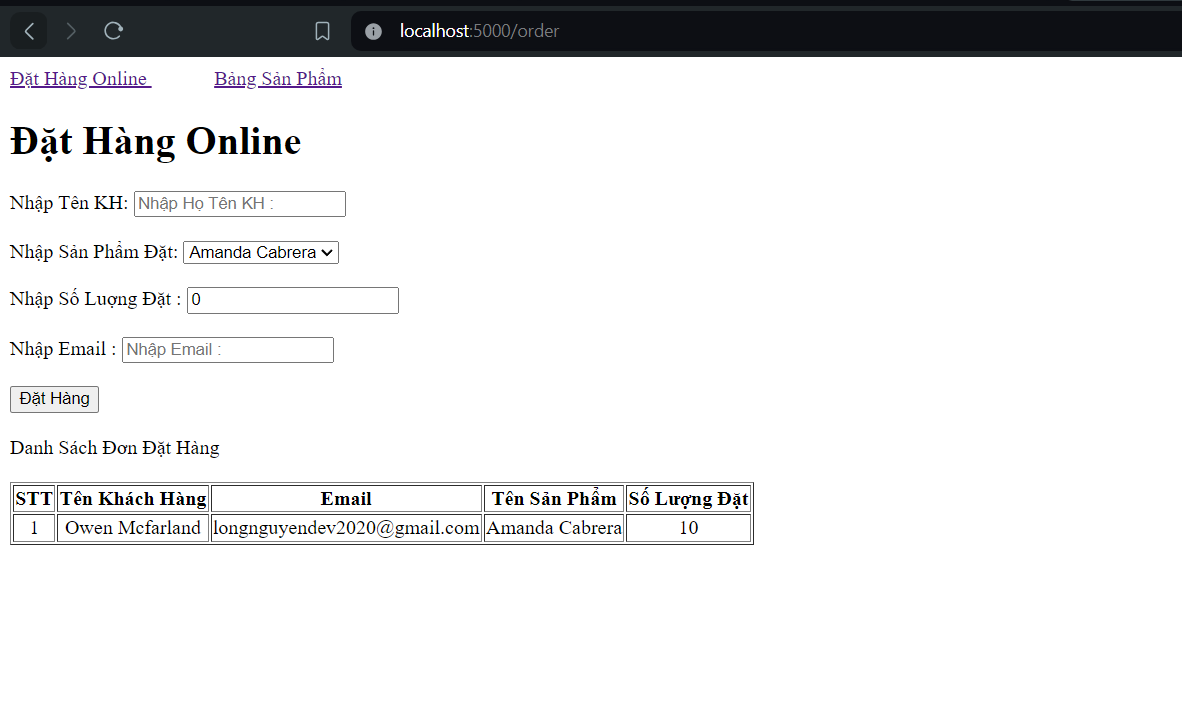 localhost:5000/order
Đặt Hàng Online Bảng Sản Phẩm
Đặt Hàng Online
Nhập Tên KH: Nhập Họ Tên KH :
Nhập Sản Phẩm Đặt: Amanda Cabrera
Nhập Số Lượng Đặt : 0
Nhập Email : Nhập Email :
Đặt Hàng
Danh Sách Đơn Đặt Hàng
STT Tên Khách Hàng Email Tên Sản Phẩm Số Lượng Đặt
1 Owen Mcfarland longnguyendev2020@gmail.com Amanda Cabrera 10